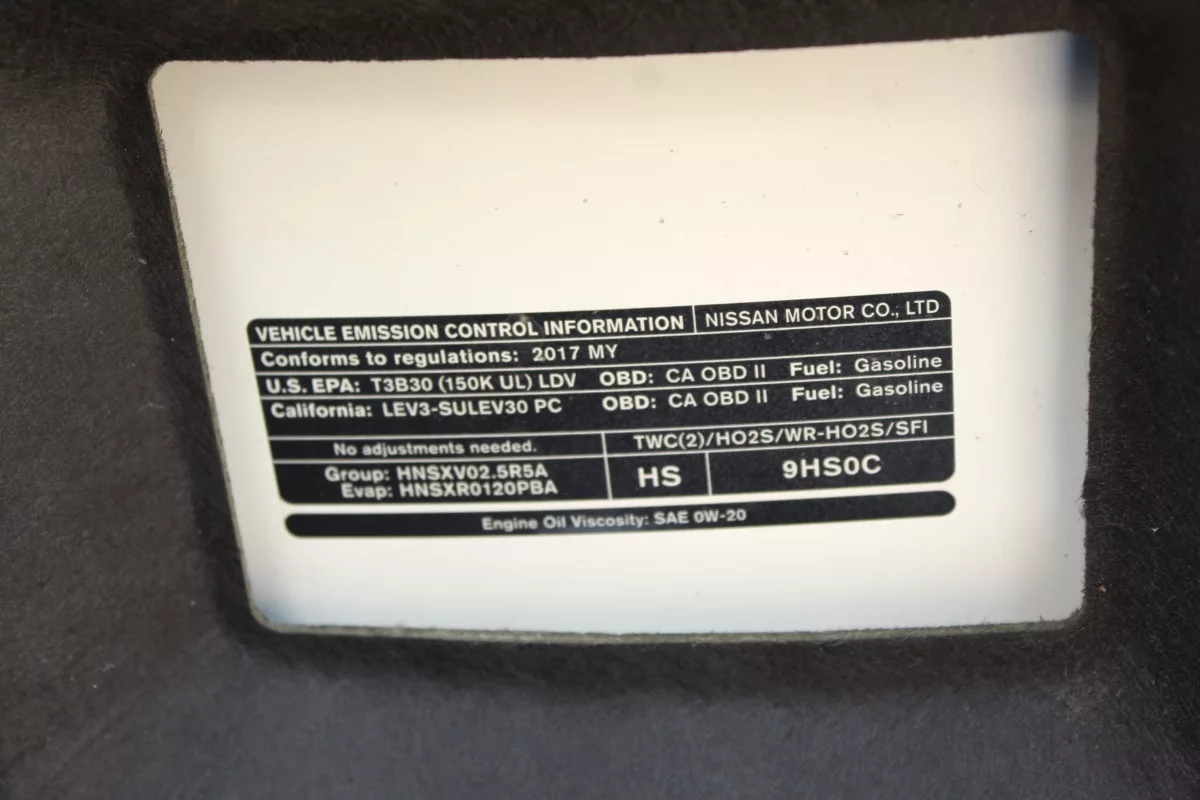 VEHICLE EMISSION CONTROL INFORMATION NISSAN MOTOR CO., LTD
Conforms to regulations: 2017 MY
U.S. EPA: T3B30 (150K UL) LDV OBD: CA OBD II Fuel: Gasoline
California: LEV3-SULEV30 PC OBD: CA OBD II Fuel: Gasoline
No adjustments needed. TWC(2)/HO2S/WR-HO2S/SFI
Group: HNSXV02.5R5A
Evap: HNSXR0120PBA
HS 9HS0C
Engine Oil Viscosity: SAE 0W-20